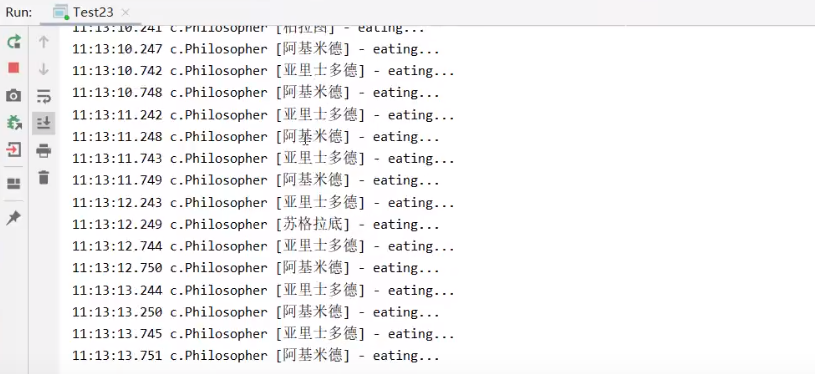 Run: Test23
11:13:10.241 c.Philosopher [柏拉图] - eating...
11:13:10.247 c.Philosopher [阿基米德] - eating...
11:13:10.742 c.Philosopher [亚里士多德] - eating...
11:13:10.748 c.Philosopher [阿基米德] - eating...
11:13:11.242 c.Philosopher [亚里士多德] - eating...
11:13:11.248 c.Philosopher [阿基米德] - eating...
11:13:11.743 c.Philosopher [亚里士多德] - eating...
11:13:11.749 c.Philosopher [阿基米德] - eating...
11:13:12.243 c.Philosopher [亚里士多德] - eating...
11:13:12.249 c.Philosopher [苏格拉底] - eating...
11:13:12.744 c.Philosopher [亚里士多德] - eating...
11:13:12.750 c.Philosopher [阿基米德] - eating...
11:13:13.244 c.Philosopher [亚里士多德] - eating...
11:13:13.250 c.Philosopher [阿基米德] - eating...
11:13:13.745 c.Philosopher [亚里士多德] - eating...
11:13:13.751 c.Philosopher [阿基米德] - eating...